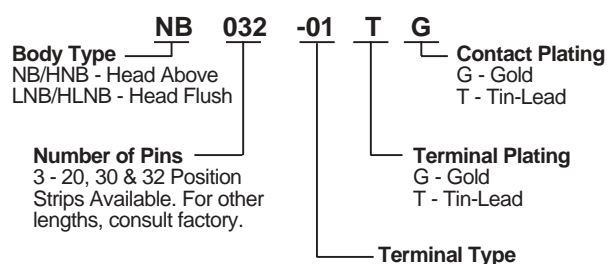 NB 032 -01 T G
Body Type
NB/HNB - Head Above
LNB/HLNB - Head Flush
Contact Plating
G - Gold
T - Tin-Lead
Number of Pins
3 - 20, 30 & 32 Position
Strips Available. For other
lengths, consult factory.
Terminal Plating
G - Gold
T - Tin-Lead
Terminal Type